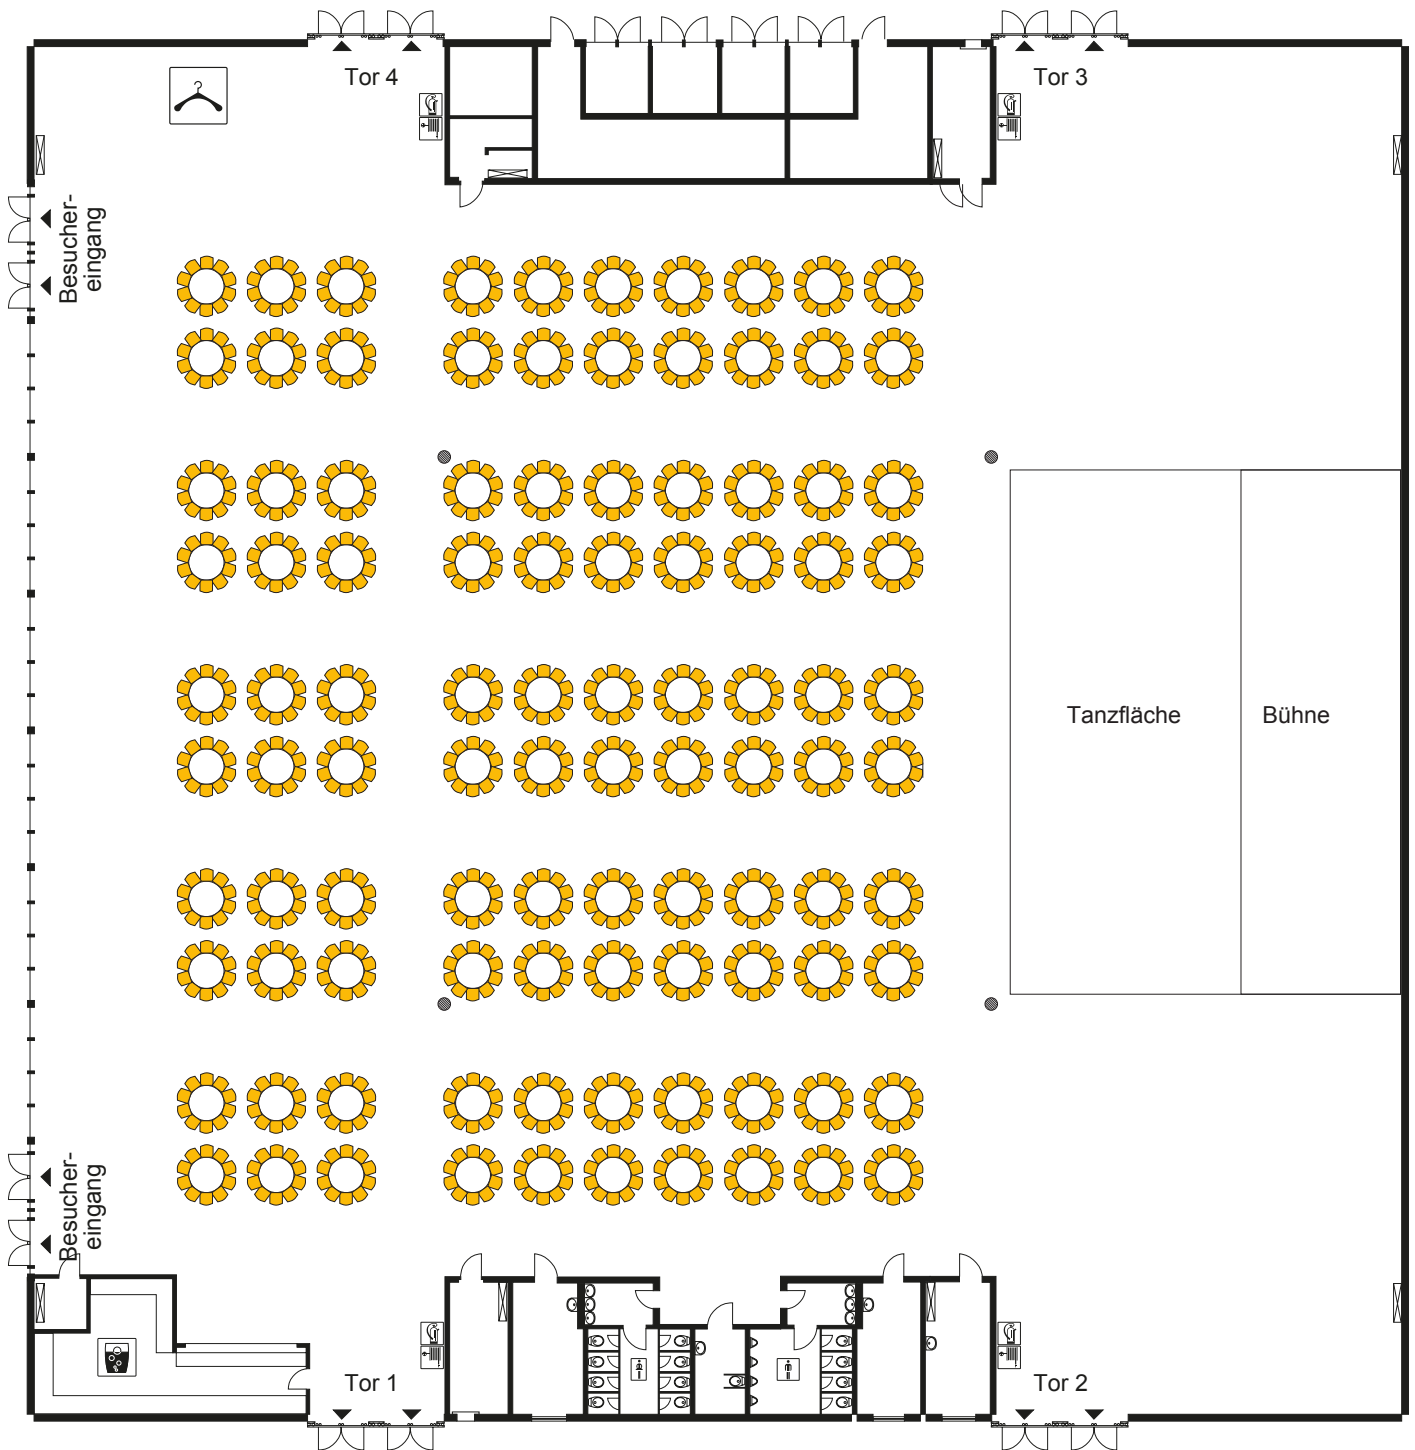 Tor 4
Tor 3
Besucher-
eingang
Tanzfläche
Bühne
Besucher-
eingang
Tor 1
Tor 2